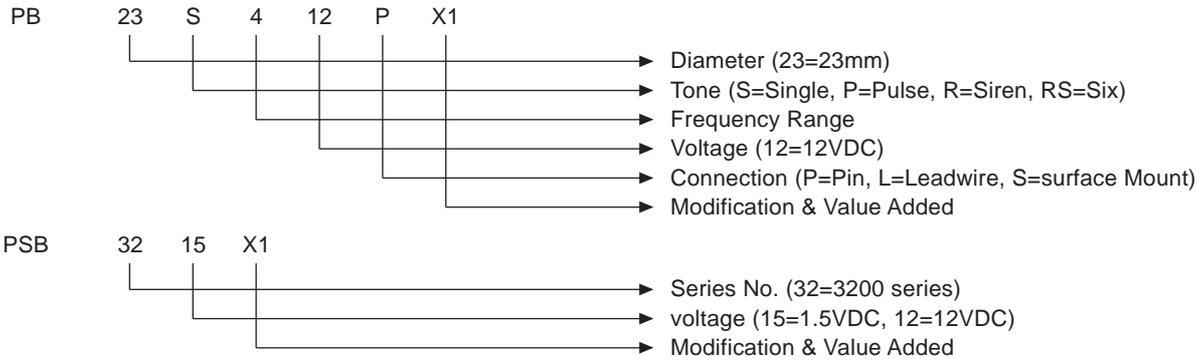 PB 23 S 4 12 P X1
Diameter (23=23mm)
Tone (S=Single, P=Pulse, R=Siren, RS=Six)
Frequency Range
Voltage (12=12VDC)
Connection (P=Pin, L=Leadwire, S=surface Mount)
Modification & Value Added
PSB 32 15 X1
Series No. (32=3200 series)
voltage (15=1.5VDC, 12=12VDC)
Modification & Value Added